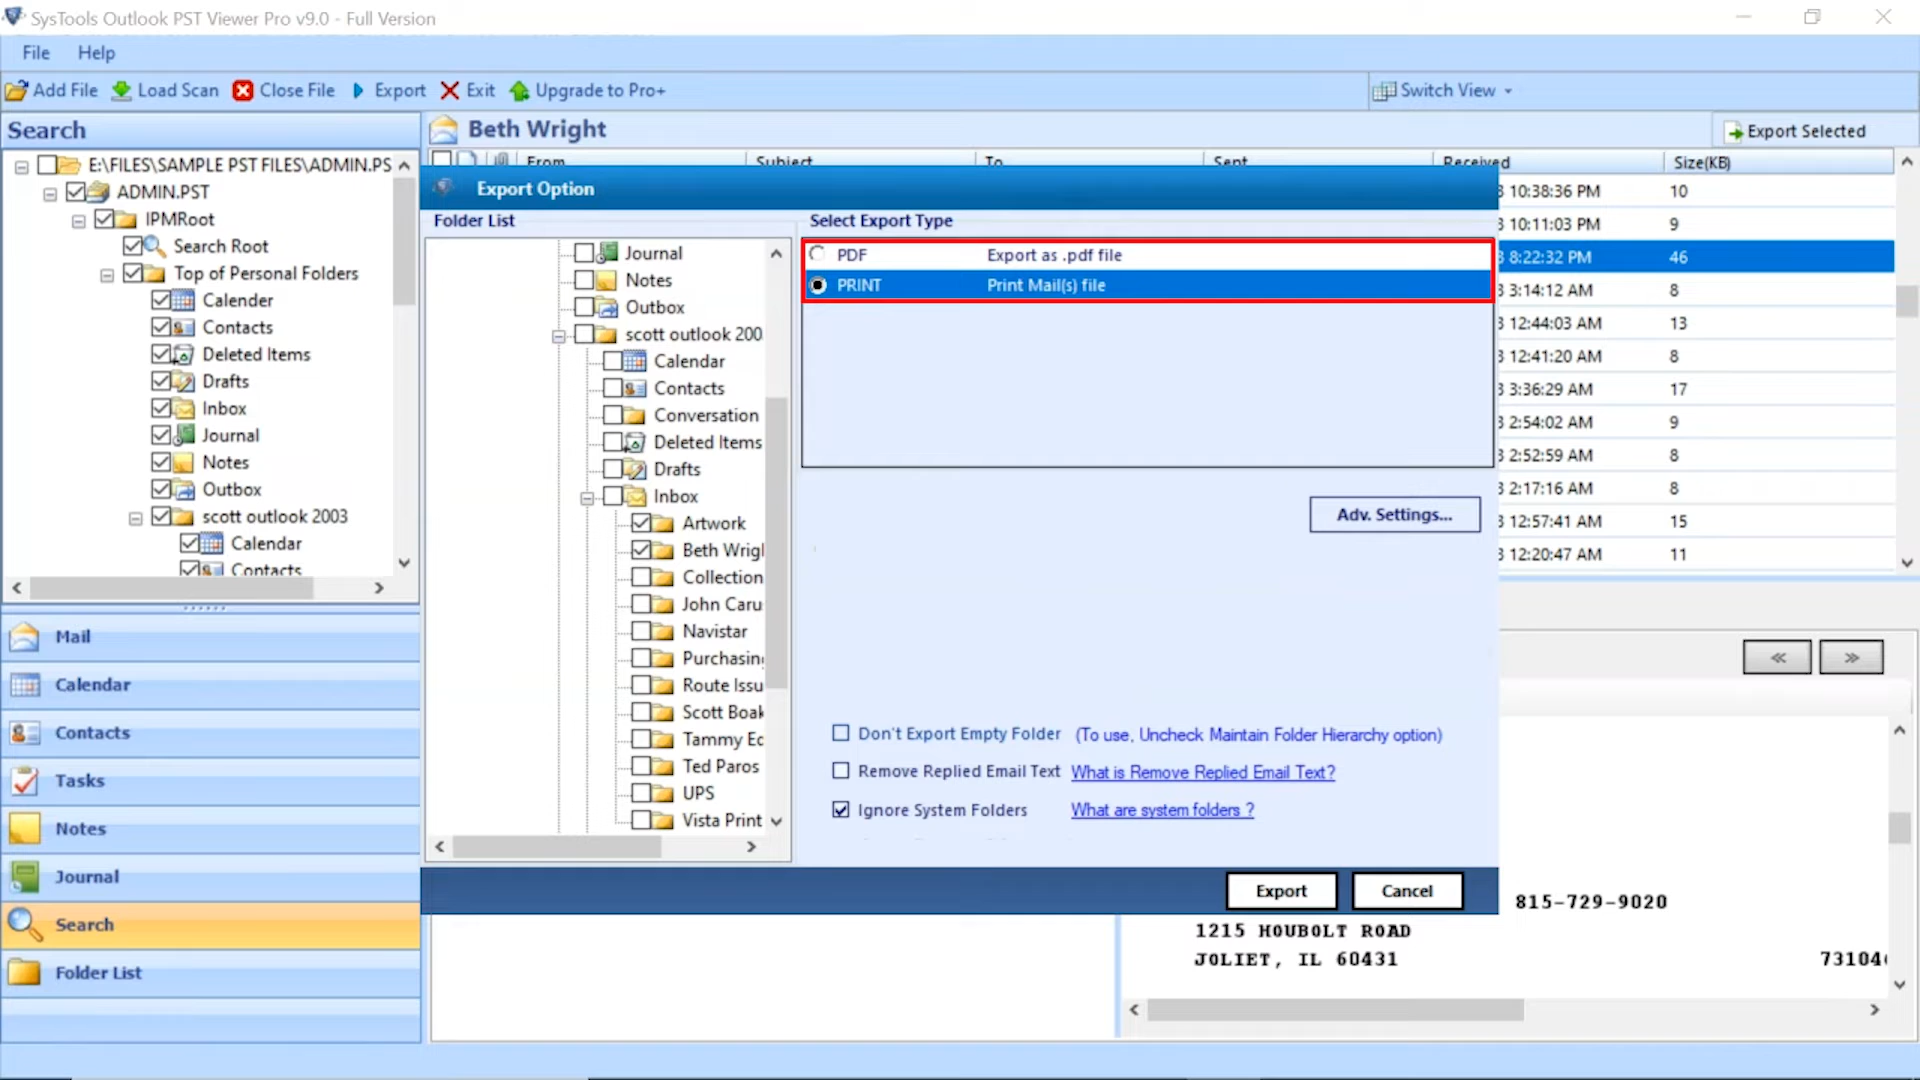 SysTools Outlook PST Viewer Pro v9.0 - Full Version
File Help
Add File Load Scan Close File Export Exit Upgrade to Pro+ Switch View
Search
Beth Wright
Export Selected
From Subject To Sent Received Size(KB)
E:\FILES\SAMPLE PST FILES\ADMIN.PS
ADMIN.PST
IPMRoot
Search Root
Top of Personal Folders
Calender
Contacts
Deleted Items
Drafts
Inbox
Journal
Notes
Outbox
scott outlook 2003
Calendar
Contacts
Mail
Calendar
Contacts
Tasks
Notes
Journal
Search
Folder List
Export Option
Folder List
Journal
Notes
Outbox
scott outlook 200
Calendar
Contacts
Conversation
Deleted Items
Drafts
Inbox
Artwork
Beth Wrig
Collection
John Caru
Navistar
Purchasin
Route Issu
Scott Boak
Tammy Ed
Ted Paros
UPS
Vista Print
Select Export Type
PDF Export as .pdf file
PRINT Print Mail(s) file
Adv. Settings...
Don't Export Empty Folder (To use, Uncheck Maintain Folder Hierarchy option)
Remove Replied Email Text What is Remove Replied Email Text?
Ignore System Folders What are system folders ?
Export Cancel
3 10:38:36 PM 10
3 10:11:03 PM 9
3 8:22:32 PM 46
3 3:14:12 AM 8
3 12:44:03 AM 13
3 12:41:20 AM 8
3 3:36:29 AM 17
3 2:54:02 AM 9
3 2:52:59 AM 8
3 2:17:16 AM 8
3 12:57:41 AM 15
3 12:20:47 AM 11
815-729-9020
1215 HOUBOLT ROAD
JOLIET, IL 60431 73104